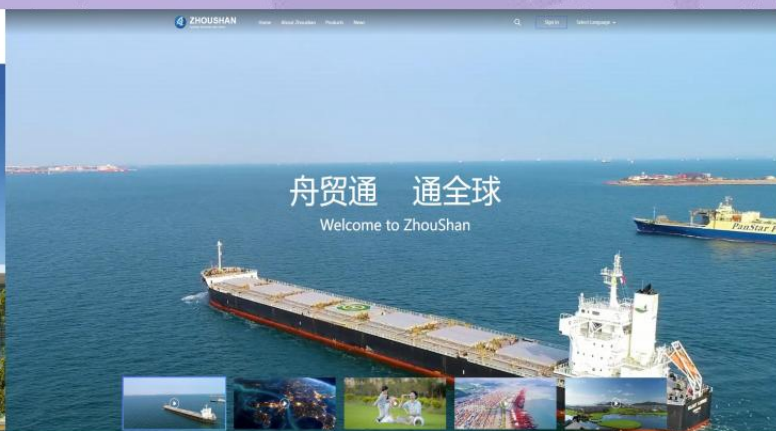 ZHOUSHAN
Home About Zhoushan Products News
Sign In Select Language
舟贸通 通全球
Welcome to ZhouShan
PanStar